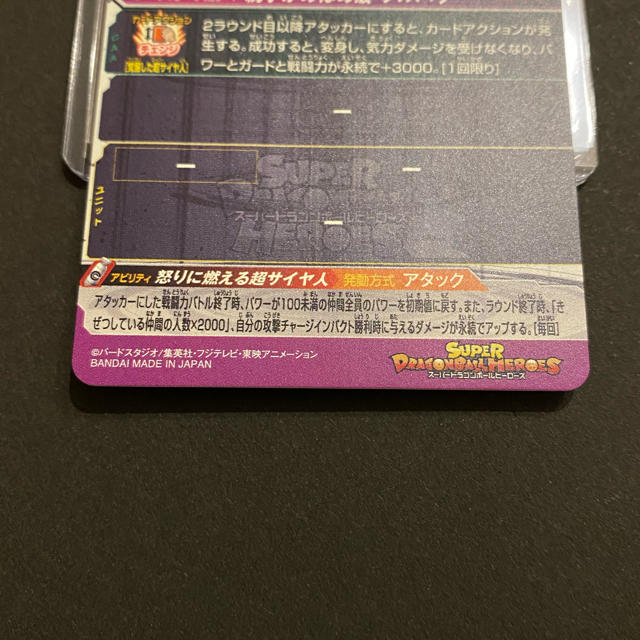 2ラウンド目以降アタッカーにすると、カードアクションが発
生する。成功すると、変身し、気力ダメージを受けなくなり、パ
ワーとガードと戦闘力が永続で+3000。[1回限り]
CAA
チェンジ
[覚醒した超サイヤ人]
ー
ー
ー
ー
ユニット
SUPER
DRAGONBALL
スーパードラゴンボールヒーローズ
HEROES
アビリティ 怒りに燃える超サイヤ人 発動方式 アタック
アタッカーにした戦闘力バトル終了時、パワーが100未満の仲間全員のパワーを初期値に戻す。また、ラウンド終了時、「き
ぜつしている仲間の人数×2000」、自分の攻撃チャージインパクト勝利時に与えるダメージが永続でアップする。[毎回]
©バードスタジオ/集英社・フジテレビ・東映アニメーション
BANDAI MADE IN JAPAN
SUPER
DRAGONBALL HEROES
スーパードラゴンボールヒーローズ